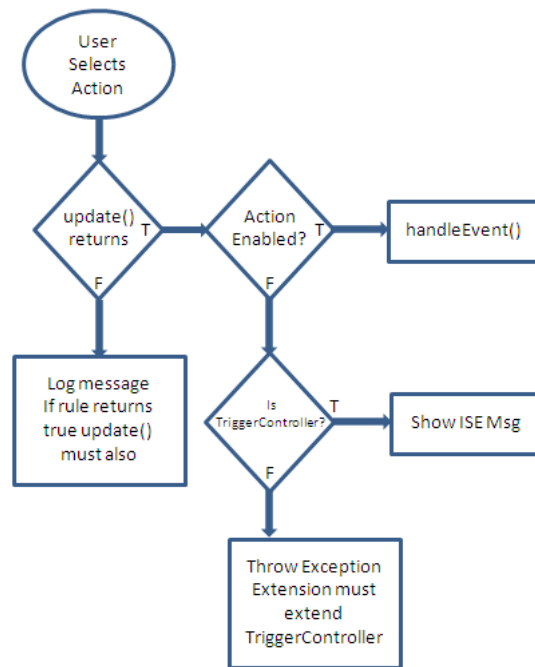 User
Selects
Action
update()
returns
T
F
Action
Enabled?
T
F
handleEvent()
Log message
If rule returns
true update()
must also
Is
TriggerController?
T
F
Show ISE Msg
Throw Exception
Extension must
extend
TriggerController